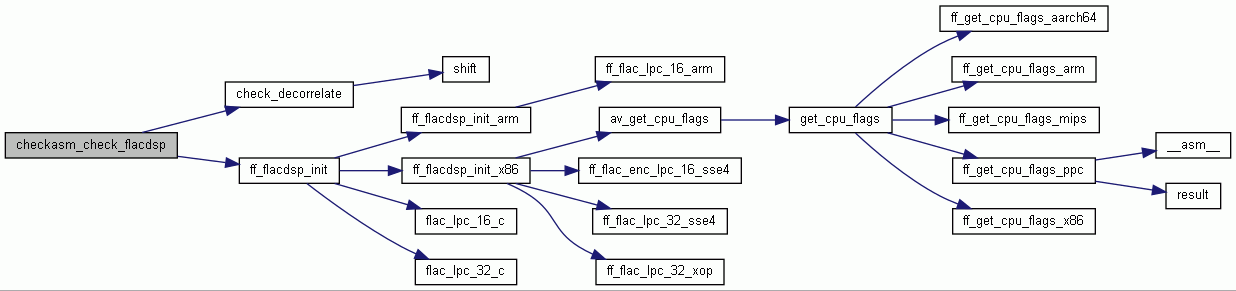 checkasm_check_flacdsp
check_decorrelate
shift
ff_flacdsp_init
ff_flacdsp_init_arm
ff_flac_lpc_16_arm
ff_flacdsp_init_x86
flac_lpc_16_c
flac_lpc_32_c
av_get_cpu_flags
ff_flac_enc_lpc_16_sse4
ff_flac_lpc_32_sse4
ff_flac_lpc_32_xop
get_cpu_flags
ff_get_cpu_flags_aarch64
ff_get_cpu_flags_arm
ff_get_cpu_flags_mips
ff_get_cpu_flags_ppc
ff_get_cpu_flags_x86
__asm__
result